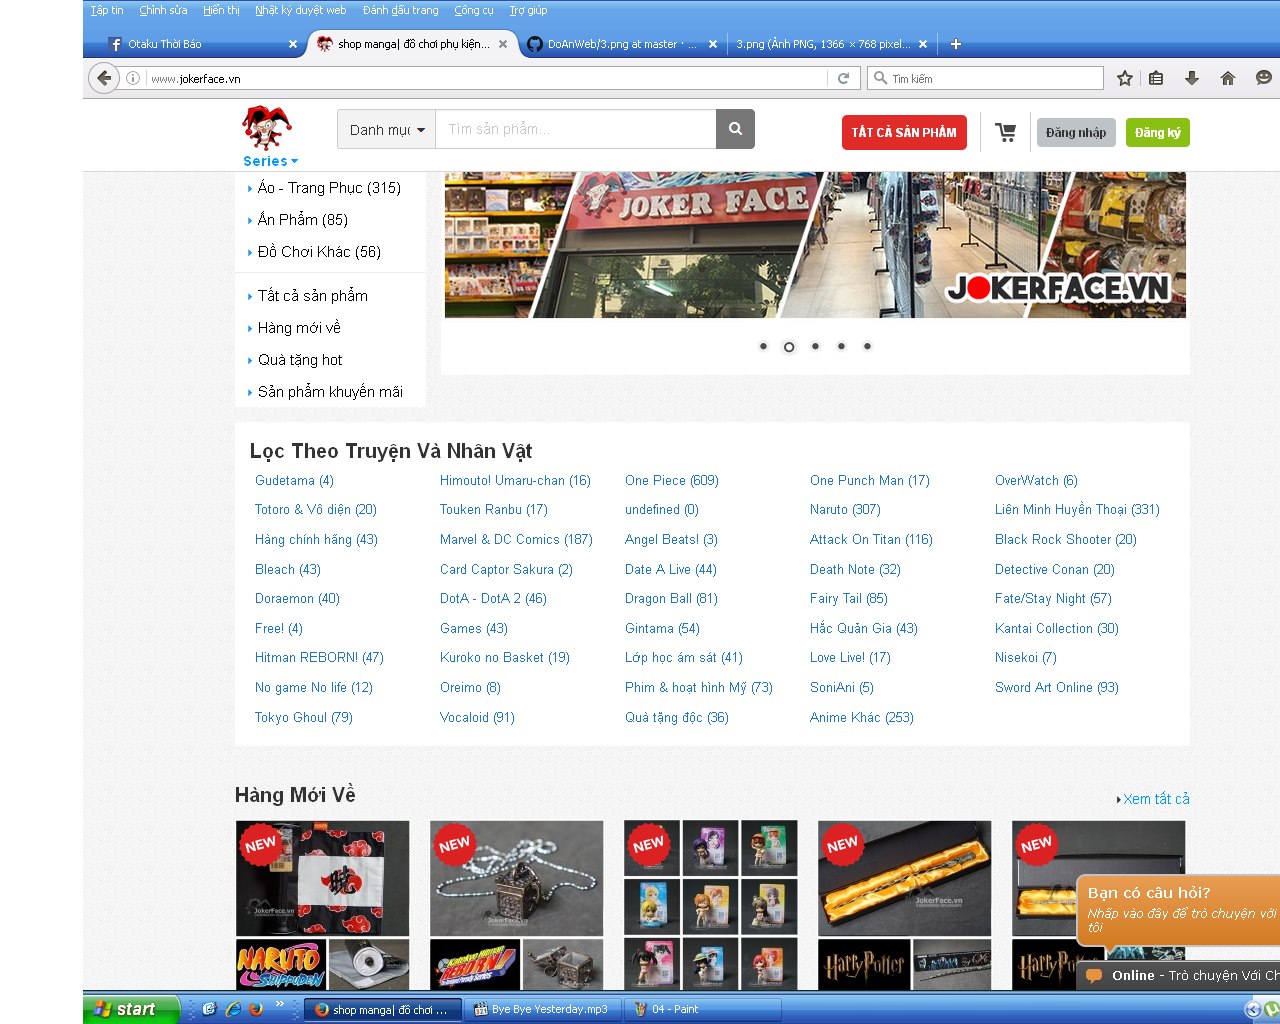 Tập tin Chỉnh sửa Hiển thị Nhật ký duyệt web Đánh dấu trang Công cụ Trợ giúp
Otaku Thời Báo
shop manga| đồ chơi phụ kiện...
DoAnWeb/3.png at master · ...
3.png (Ảnh PNG, 1366 × 768 pixel...
www.jokerface.vn
Tìm kiếm
Series
Danh mục
Tìm sản phẩm...
TẤT CẢ SẢN PHẨM
Đăng nhập
Đăng ký
Áo - Trang Phục (315)
Ấn Phẩm (85)
Đồ Chơi Khác (56)
Tất cả sản phẩm
Hàng mới về
Quà tặng hot
Sản phẩm khuyến mãi
JOKER FACE
JOKERFACE.VN
Lọc Theo Truyện Và Nhân Vật
Gudetama (4) Himouto! Umaru-chan (16) One Piece (609) One Punch Man (17) OverWatch (6)
Totoro & Vô diện (20) Touken Ranbu (17) undefined (0) Naruto (307) Liên Minh Huyền Thoại (331)
Hàng chính hãng (43) Marvel & DC Comics (187) Angel Beats! (3) Attack On Titan (116) Black Rock Shooter (20)
Bleach (43) Card Captor Sakura (2) Date A Live (44) Death Note (32) Detective Conan (20)
Doraemon (40) DotA - DotA 2 (46) Dragon Ball (81) Fairy Tail (85) Fate/Stay Night (57)
Free! (4) Games (43) Gintama (54) Hắc Quản Gia (43) Kantai Collection (30)
Hitman REBORN! (47) Kuroko no Basket (19) Lớp học ám sát (41) Love Live! (17) Nisekoi (7)
No game No life (12) Oreimo (8) Phim & hoạt hình Mỹ (73) SoniAni (5) Sword Art Online (93)
Tokyo Ghoul (79) Vocaloid (91) Quà tặng độc (36) Anime Khác (253)
Hàng Mới Về
Xem tất cả
NEW NEW NEW NEW NEW
暁
JokerFace.vn
JokerFace.vn
NARUTO
SHIPPUDEN
REBORN!
Harry Potter
Harry Potter
Bạn có câu hỏi?
Nhấp vào đây để trò chuyện với
tôi
Online - Trò chuyện Với Ch
start
shop manga| đồ chơi ...
Bye Bye Yesterday.mp3
04 - Paint